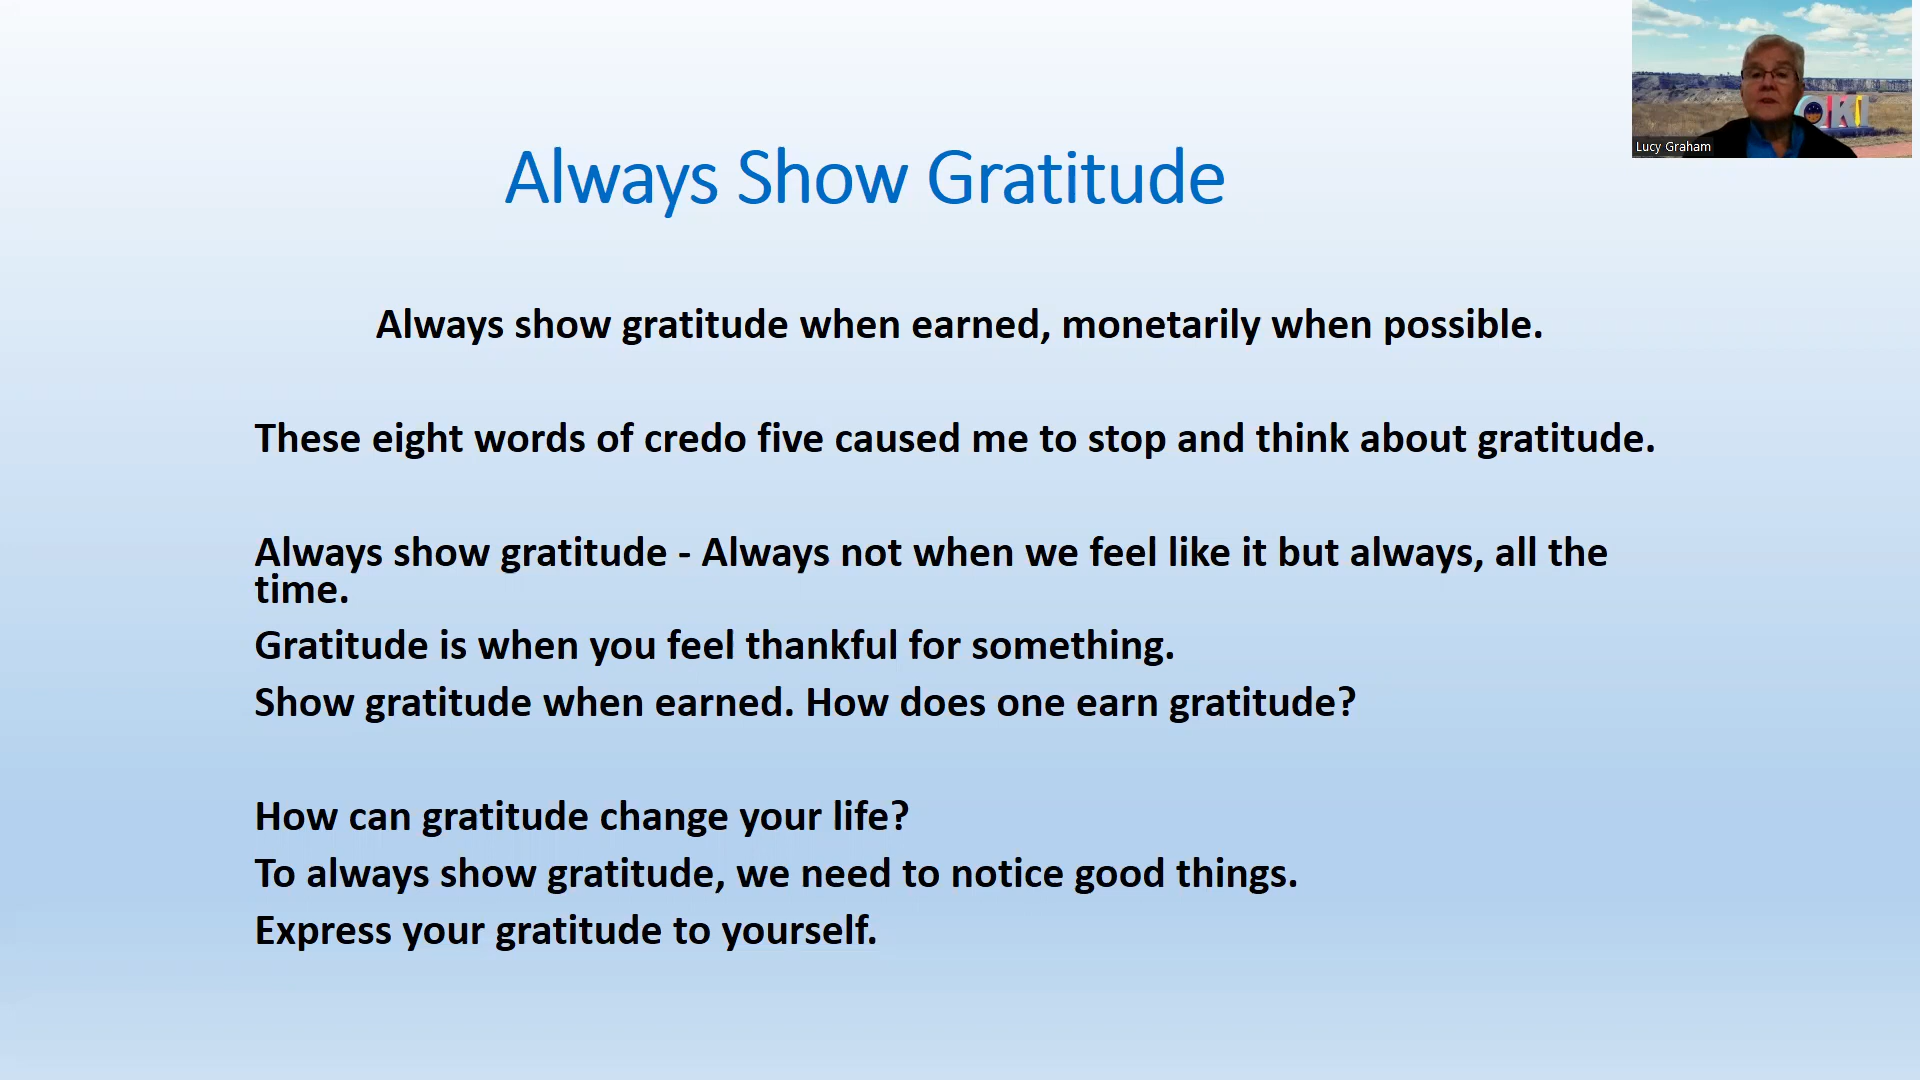 Always Show Gratitude
OKI
Lucy Graham
Always show gratitude when earned, monetarily when possible.
These eight words of credo five caused me to stop and think about gratitude.
Always show gratitude - Always not when we feel like it but always, all the
time.
Gratitude is when you feel thankful for something.
Show gratitude when earned. How does one earn gratitude?
How can gratitude change your life?
To always show gratitude, we need to notice good things.
Express your gratitude to yourself.